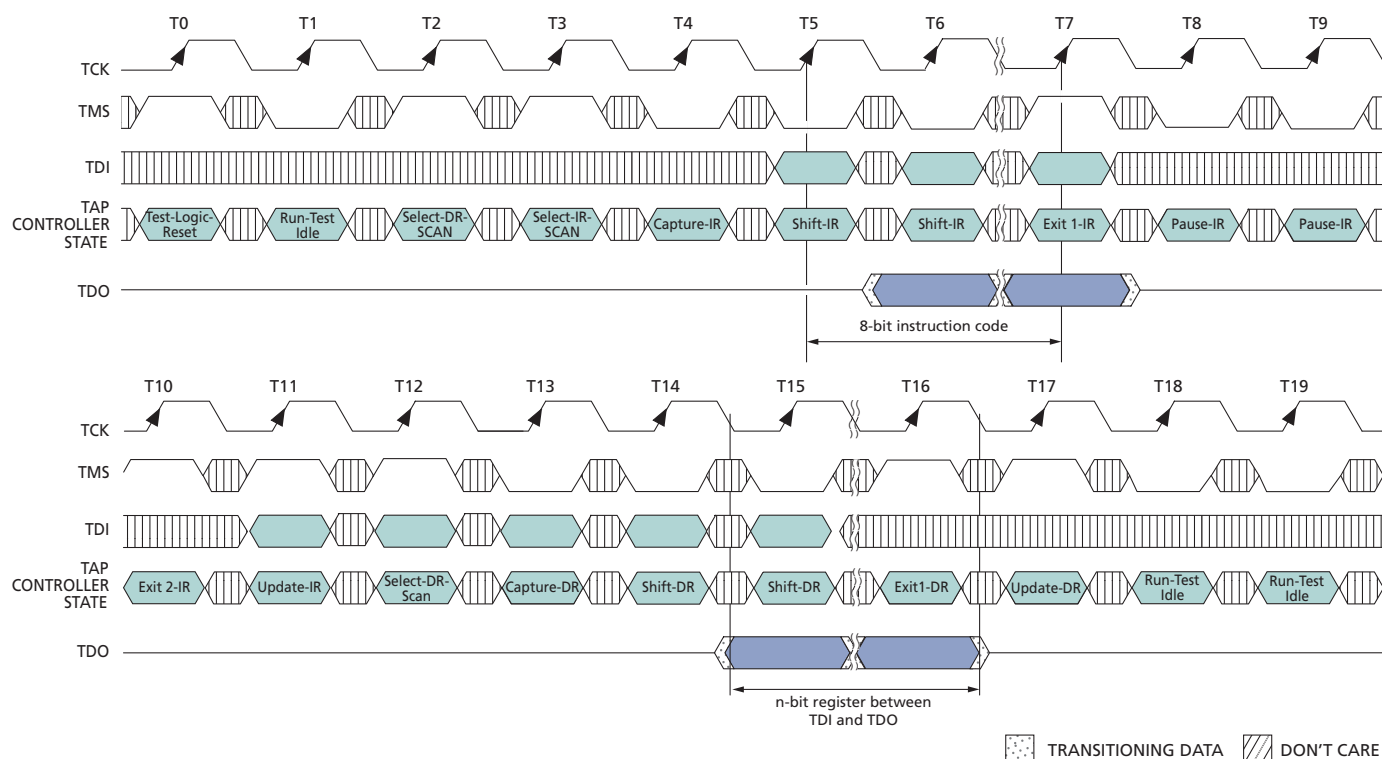 T0 T1 T2 T3 T4 T5 T6 T7 T8 T9
TCK
TMS
TDI
TAP
CONTROLLER
STATE
Test-Logic-
Reset
Run-Test
Idle
Select-DR-
SCAN
Select-IR-
SCAN
Capture-IR
Shift-IR
Shift-IR
Exit 1-IR
Pause-IR
Pause-IR
TDO
8-bit instruction code
T10 T11 T12 T13 T14 T15 T16 T17 T18 T19
TCK
TMS
TDI
TAP
CONTROLLER
STATE
Exit 2-IR
Update-IR
Select-DR-
Scan
Capture-DR
Shift-DR
Shift-DR
Exit1-DR
Update-DR
Run-Test
Idle
Run-Test
Idle
TDO
n-bit register between
TDI and TDO
TRANSITIONING DATA
DON'T CARE